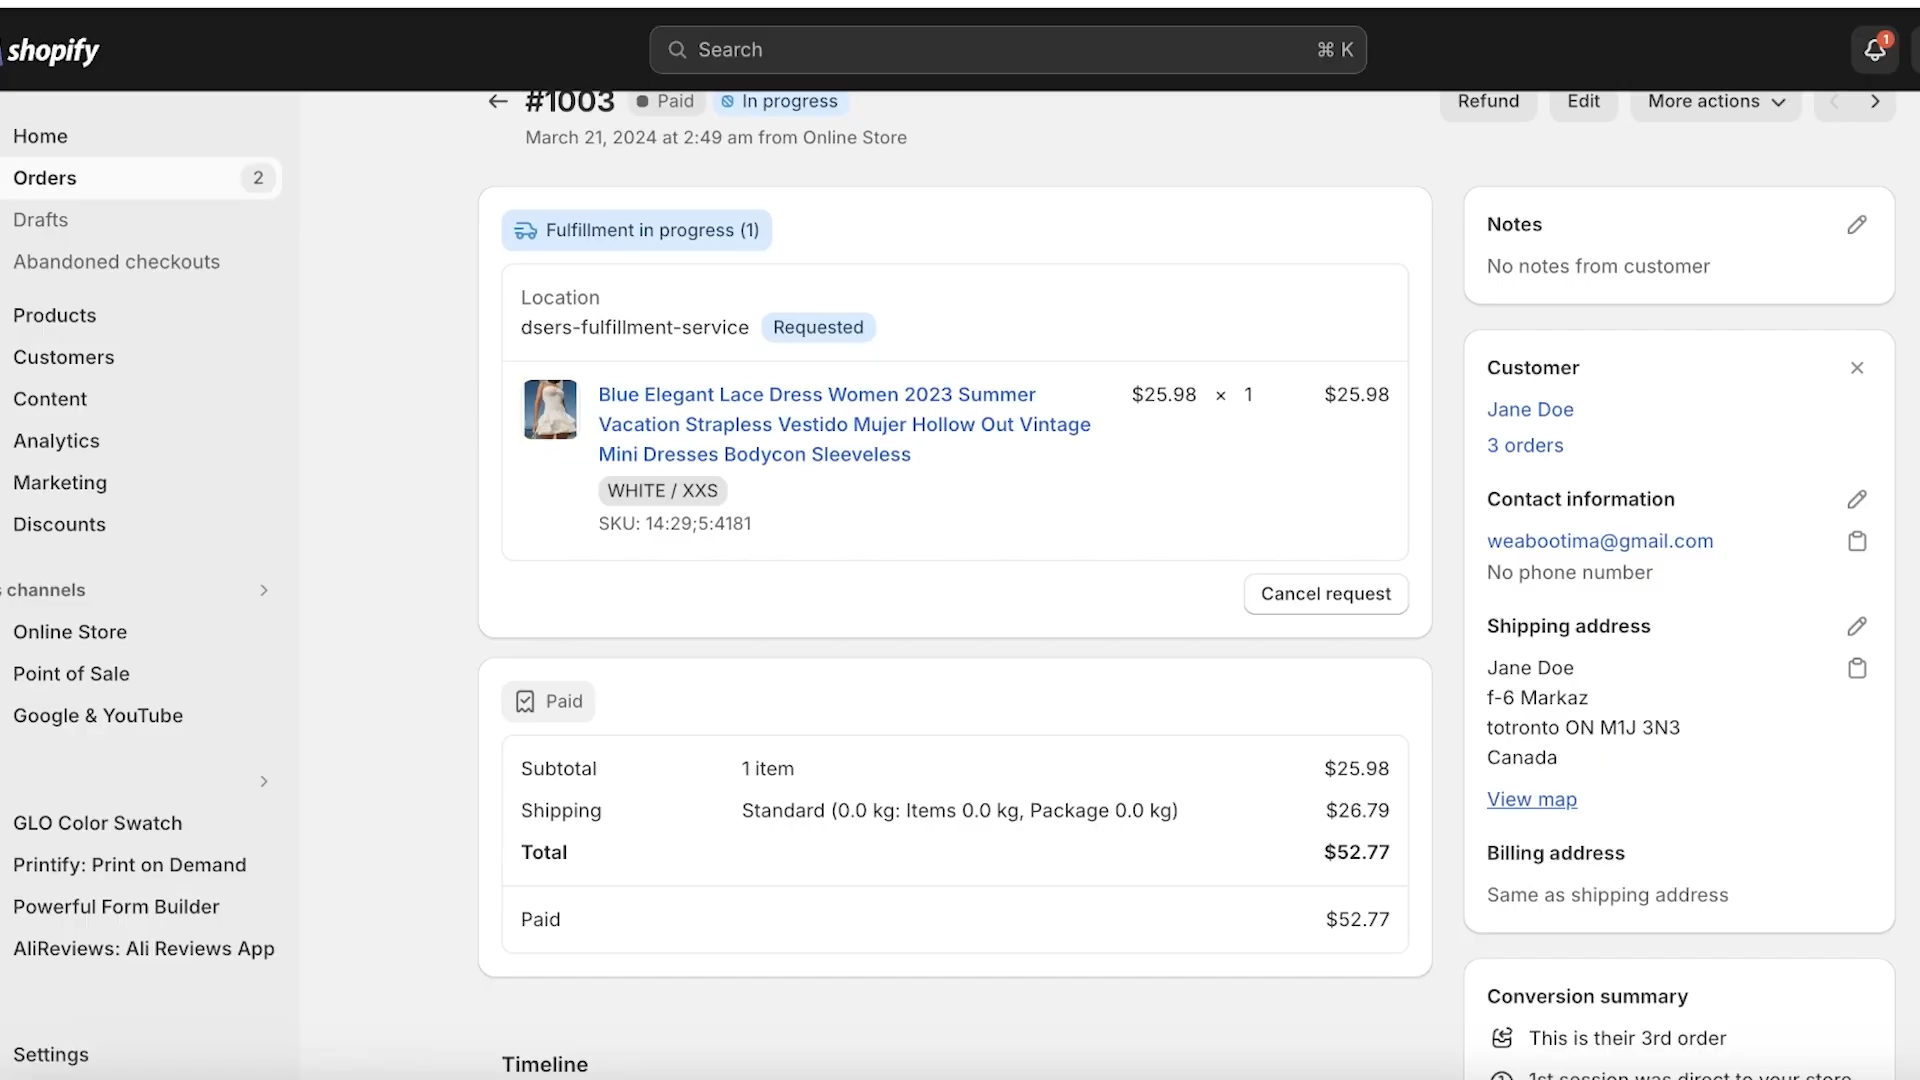 shopify
Search
⌘ K
1
Home
Orders 2
Drafts
Abandoned checkouts
Products
Customers
Content
Analytics
Marketing
Discounts
s channels
Online Store
Point of Sale
Google & YouTube
GLO Color Swatch
Printify: Print on Demand
Powerful Form Builder
AliReviews: Ali Reviews App
Settings
#1003 Paid In progress
March 21, 2024 at 2:49 am from Online Store
Refund
Edit
More actions
Fulfillment in progress (1)
Location
dsers-fulfillment-service Requested
Blue Elegant Lace Dress Women 2023 Summer
Vacation Strapless Vestido Mujer Hollow Out Vintage
Mini Dresses Bodycon Sleeveless
$25.98 × 1 $25.98
WHITE / XXS
SKU: 14:29;5:4181
Cancel request
Paid
Subtotal 1 item $25.98
Shipping Standard (0.0 kg: Items 0.0 kg, Package 0.0 kg) $26.79
Total $52.77
Paid $52.77
Timeline
Notes
No notes from customer
Customer
Jane Doe
3 orders
Contact information
weabootima@gmail.com
No phone number
Shipping address
Jane Doe
f-6 Markaz
totronto ON M1J 3N3
Canada
View map
Billing address
Same as shipping address
Conversion summary
This is their 3rd order
1st session was direct to your store